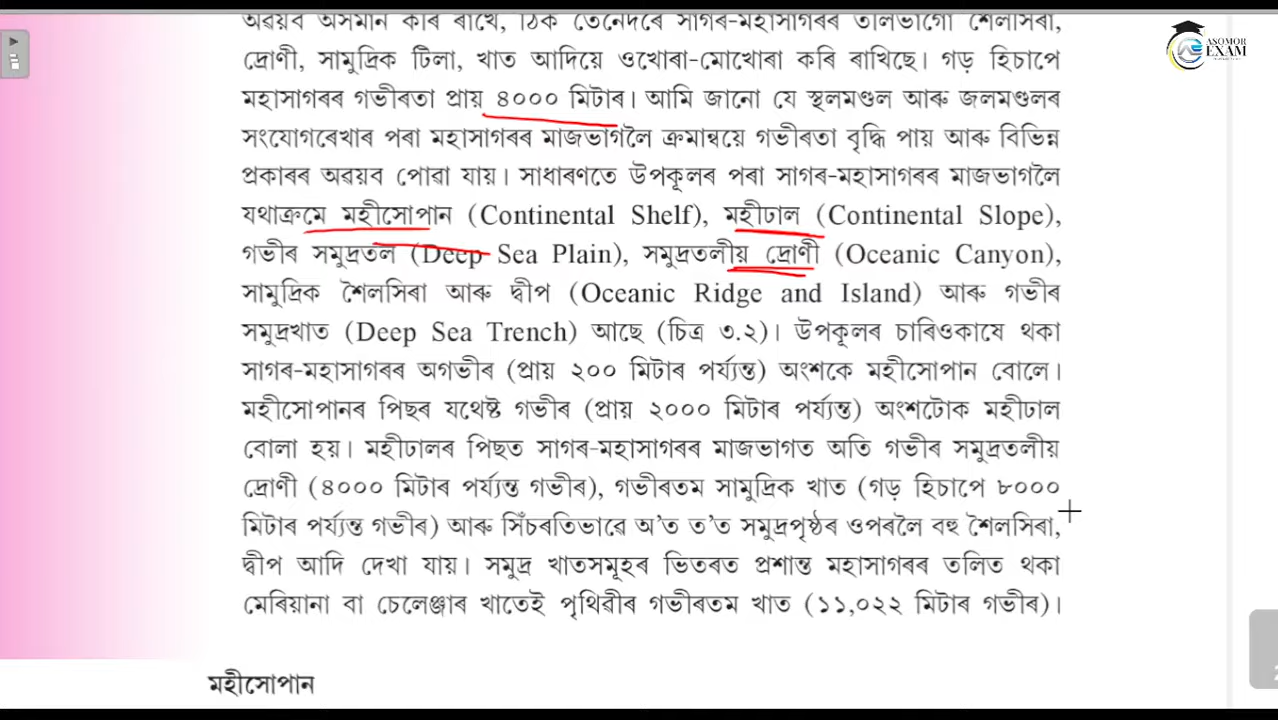 অৱয়ব অসমান কৰি ৰাখে, ঠিক তেনেদৰে সাগৰ-মহাসাগৰৰ তলিভাগো শৈলসিৰা,
দ্ৰোণী, সামুদ্ৰিক টিলা, খাত আদিয়ে ওখোৰা-মোখোৰা কৰি ৰাখিছে। গড় হিচাপে
মহাসাগৰৰ গভীৰতা প্ৰায় ৪০০০ মিটাৰ। আমি জানো যে স্থলমণ্ডল আৰু জলমণ্ডলৰ
সংযোগৰেখাৰ পৰা মহাসাগৰৰ মাজভাগলৈ ক্ৰমান্বয়ে গভীৰতা বৃদ্ধি পায় আৰু বিভিন্ন
প্ৰকাৰৰ অৱয়ব পোৱা যায়। সাধাৰণতে উপকূলৰ পৰা সাগৰ-মহাসাগৰৰ মাজভাগলৈ
যথাক্ৰমে মহীসোপান (Continental Shelf), মহীঢাল (Continental Slope),
গভীৰ সমুদ্ৰতল (Deep Sea Plain), সমুদ্ৰতলীয় দ্ৰোণী (Oceanic Canyon),
সামুদ্ৰিক শৈলসিৰা আৰু দ্বীপ (Oceanic Ridge and Island) আৰু গভীৰ
সমুদ্ৰখাত (Deep Sea Trench) আছে (চিত্ৰ ৩.২)। উপকূলৰ চাৰিওকাষে থকা
সাগৰ-মহাসাগৰৰ অগভীৰ (প্ৰায় ২০০ মিটাৰ পৰ্য্যন্ত) অংশকে মহীসোপান বোলে।
মহীসোপানৰ পিছৰ যথেষ্ট গভীৰ (প্ৰায় ২০০০ মিটাৰ পৰ্য্যন্ত) অংশটোক মহীঢাল
বোলা হয়। মহীঢালৰ পিছত সাগৰ-মহাসাগৰৰ মাজভাগত অতি গভীৰ সমুদ্ৰতলীয়
দ্ৰোণী (৪০০০ মিটাৰ পৰ্য্যন্ত গভীৰ), গভীৰতম সামুদ্ৰিক খাত (গড় হিচাপে ৮০০০
মিটাৰ পৰ্য্যন্ত গভীৰ) আৰু সিঁচৰতিভাৱে অ'ত ত'ত সমুদ্ৰপৃষ্ঠৰ ওপৰলৈ বহু শৈলসিৰা,
দ্বীপ আদি দেখা যায়। সমুদ্ৰ খাতসমূহৰ ভিতৰত প্ৰশান্ত মহাসাগৰৰ তলিত থকা
মেৰিয়ানা বা চেলেঞ্জাৰ খাতেই পৃথিৱীৰ গভীৰতম খাত (১১,০২২ মিটাৰ গভীৰ)।
মহীসোপান
ASOMOR
EXAM